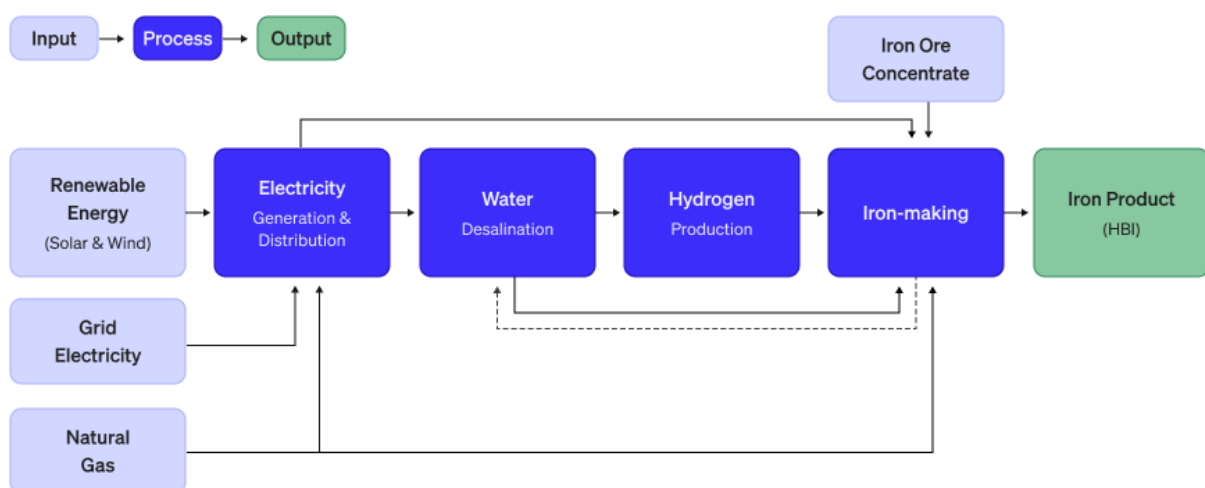 Input
Process
Output
Iron Ore
Concentrate
Renewable
Energy
(Solar & Wind)
Electricity
Generation &
Distribution
Water
Desalination
Hydrogen
Production
Iron-making
Iron Product
(HBI)
Grid
Electricity
Natural
Gas